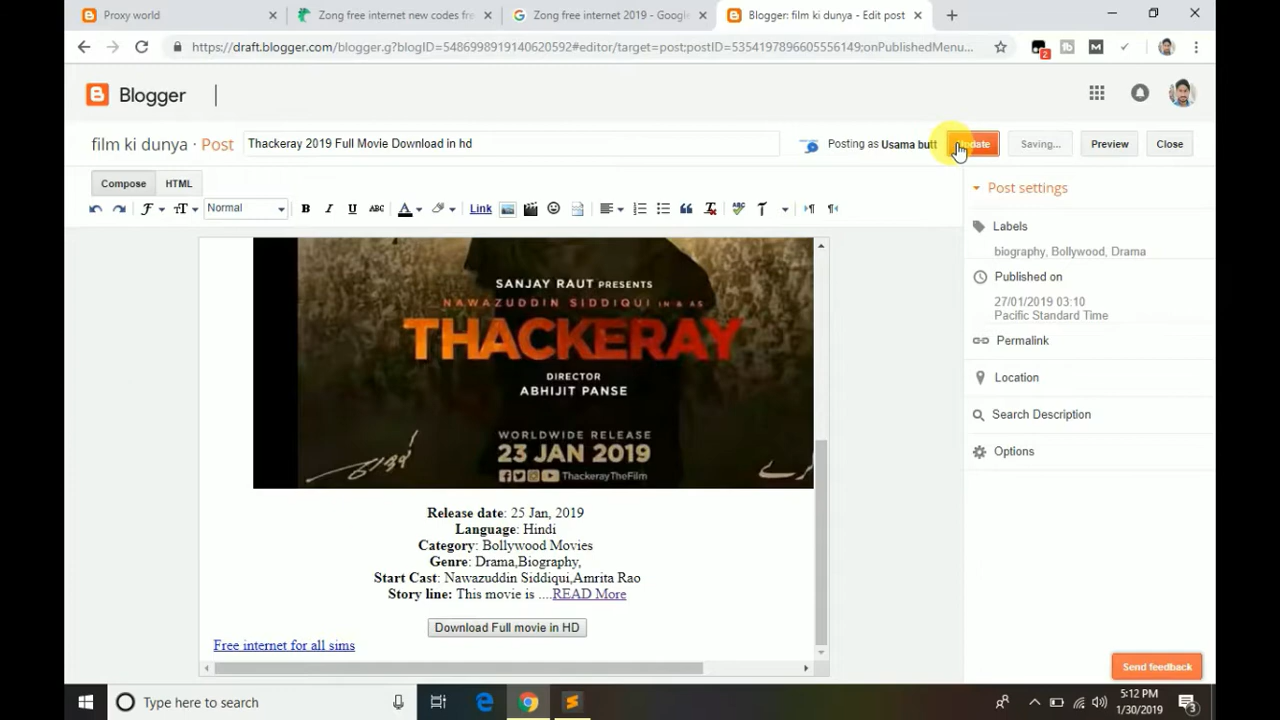 Proxy world
Zong free internet new codes fre
Zong free internet 2019 - Google
Blogger: film ki dunya - Edit post
https://draft.blogger.com/blogger.g?blogID=5486998919140620592#editor/target=post;postID=5354197896605556149;onPublishedMenu...
2
Blogger
film ki dunya · Post
Thackeray 2019 Full Movie Download in hd
Posting as Usama butt
Saving...
Preview
Close
Compose
HTML
Normal
B I U ABC A Link
Post settings
Labels
biography, Bollywood, Drama
Published on
27/01/2019 03:10
Pacific Standard Time
Permalink
Location
Search Description
Options
SANJAY RAUT PRESENTS
NAWAZUDDIN SIDDIQUI IN & AS
THACKERAY
DIRECTOR
ABHIJIT PANSE
WORLDWIDE RELEASE
23 JAN 2019
ThackerayTheFilm
Release date: 25 Jan, 2019
Language: Hindi
Category: Bollywood Movies
Genre: Drama,Biography,
Start Cast: Nawazuddin Siddiqui,Amrita Rao
Story line: This movie is ....READ More
Download Full movie in HD
Free internet for all sims
Send feedback
Type here to search
5:12 PM
1/30/2019
3